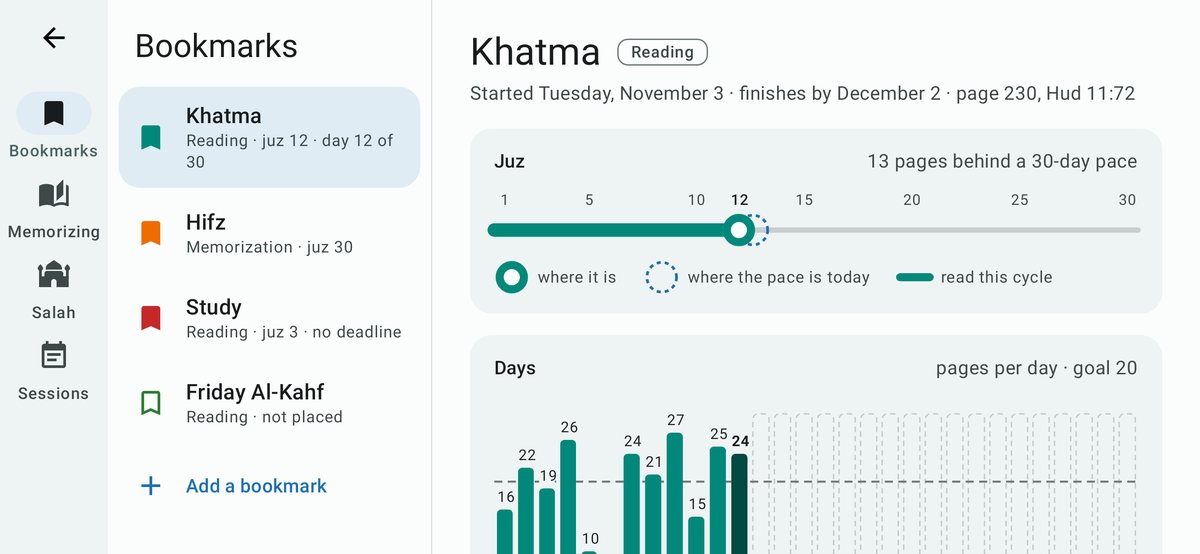 Bookmarks
Memorizing
Salah
Sessions
Bookmarks
Khatma
Reading · juz 12 · day 12 of
30
Hifz
Memorization · juz 30
Study
Reading · juz 3 · no deadline
Friday Al-Kahf
Reading · not placed
Add a bookmark
Khatma Reading
Started Tuesday, November 3 · finishes by December 2 · page 230, Hud 11:72
Juz 13 pages behind a 30-day pace
1 5 10 12 15 20 25 30
where it is where the pace is today read this cycle
Days pages per day · goal 20
16 22 19 26 10 24 21 27 15 25 24